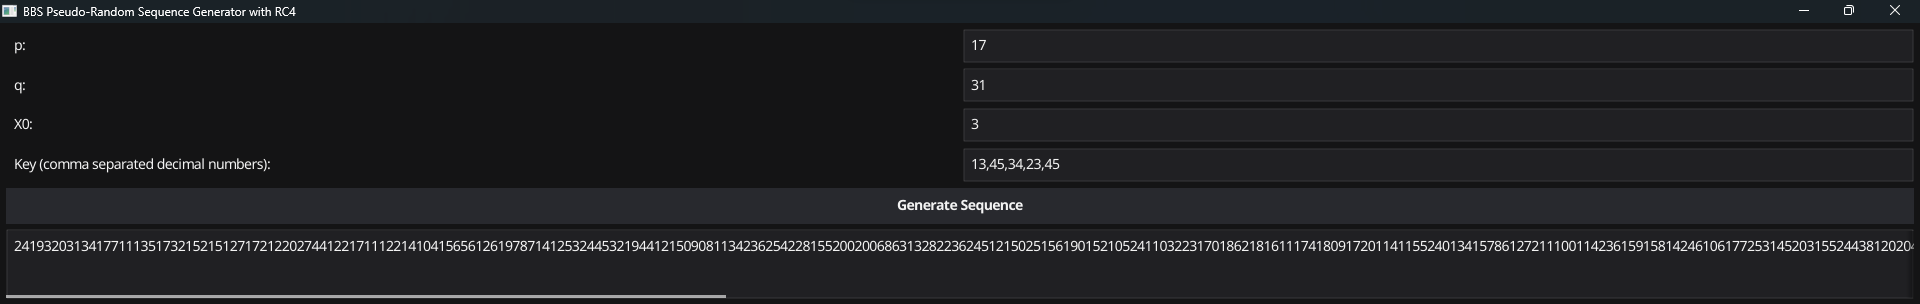 BBS Pseudo-Random Sequence Generator with RC4
p:
17
q:
31
X0:
3
Key (comma separated decimal numbers):
13,45,34,23,45
Generate Sequence
2419320313417711135173215215127172122027441221711122141041565612619787141253244532194412150908113423625422815520020068631328223624512150251561901521052411032231701862181611174180917201141155240134157861272111001142361591581424610617725314520315524438120204